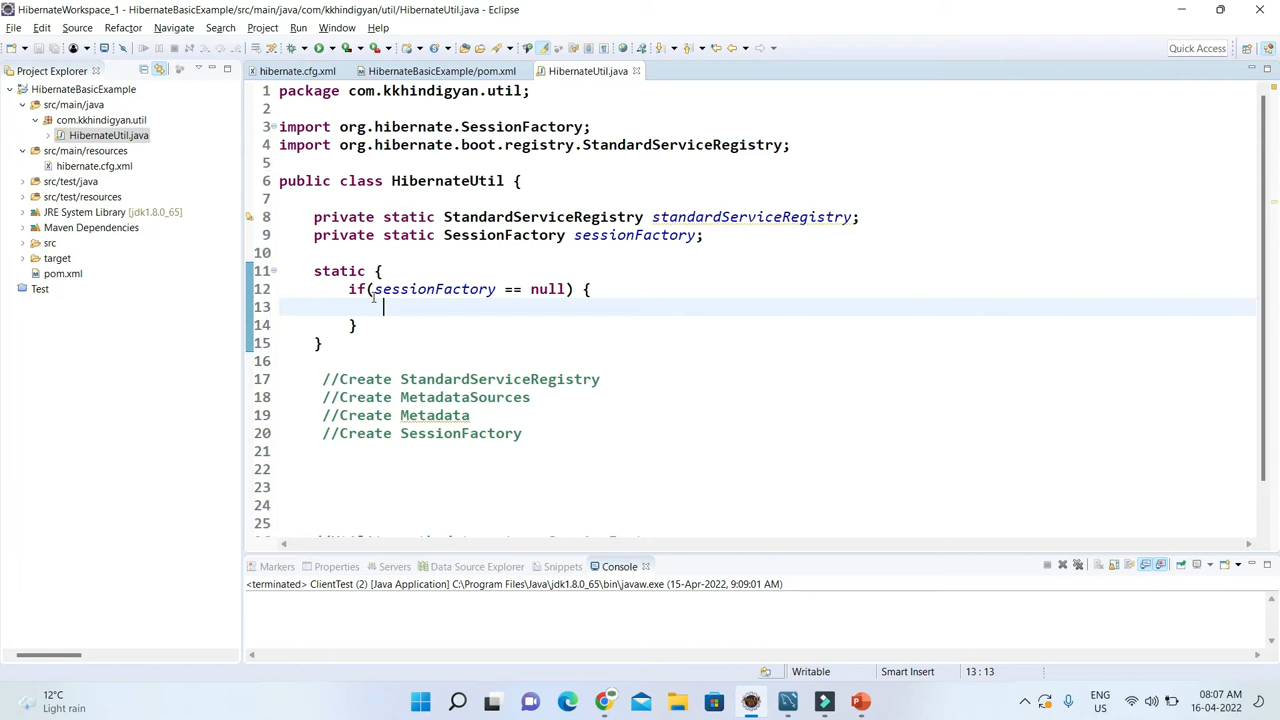 HibernateWorkspace_1 - HibernateBasicExample/src/main/java/com/kkhindigyan/util/HibernateUtil.java - Eclipse
File Edit Source Refactor Navigate Search Project Run Window Help
Quick Access
Project Explorer
hibernate.cfg.xml HibernateBasicExample/pom.xml HibernateUtil.java
HibernateBasicExample
src/main/java
com.kkhindigyan.util
HibernateUtil.java
src/main/resources
hibernate.cfg.xml
src/test/java
src/test/resources
JRE System Library [jdk1.8.0_65]
Maven Dependencies
src
target
pom.xml
Test
1 package com.kkhindigyan.util;
2
3 import org.hibernate.SessionFactory;
4 import org.hibernate.boot.registry.StandardServiceRegistry;
5
6 public class HibernateUtil {
7
8 private static StandardServiceRegistry standardServiceRegistry;
9 private static SessionFactory sessionFactory;
10
11 static {
12 if(sessionFactory == null) {
13
14 }
15 }
16
17 //Create StandardServiceRegistry
18 //Create MetadataSources
19 //Create Metadata
20 //Create SessionFactory
21
22
23
24
25
Markers Properties Servers Data Source Explorer Snippets Console
<terminated> ClientTest (2) [Java Application] C:\Program Files\Java\jdk1.8.0_65\bin\javaw.exe (15-Apr-2022, 9:09:01 AM)
Writable Smart Insert 13 : 13
12°C
Light rain
ENG
US
08:07 AM
16-04-2022